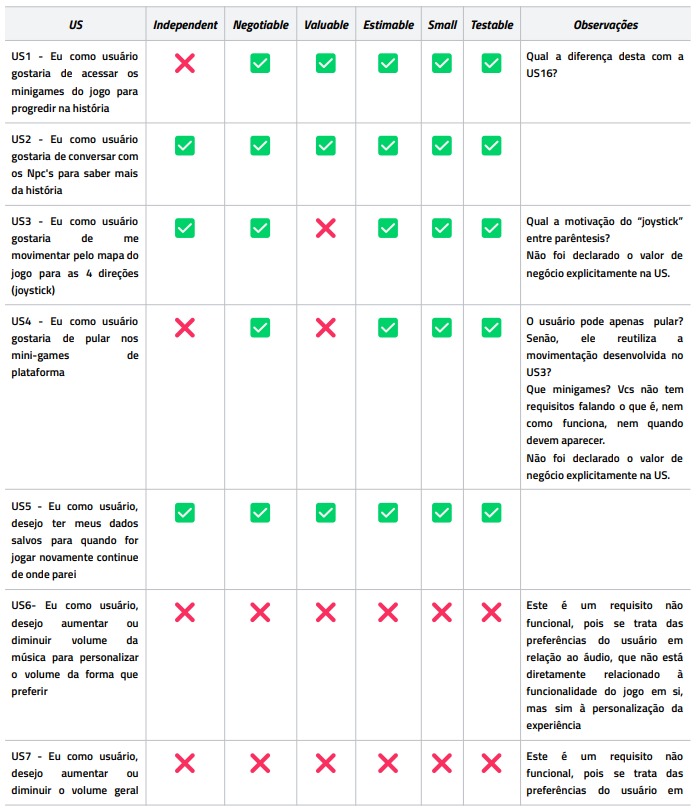 US Independent Negotiable Valuable Estimable Small Testable Observações
US1 - Eu como usuário
gostaria de acessar os
minigames do jogo para
progredir na história
Qual a diferença desta com a
US16?
US2 - Eu como usuário
gostaria de conversar com
os Npc's para saber mais
da história
US3 - Eu como usuário
gostaria de me
movimentar pelo mapa do
jogo para as 4 direções
(joystick)
Qual a motivação do “joystick”
entre parêntesis?
Não foi declarado o valor de
negócio explicitamente na US.
US4 - Eu como usuário
gostaria de pular nos
mini-games de
plataforma
O usuário pode apenas pular?
Senão, ele reutiliza a
movimentação desenvolvida no
US3?
Que minigames? Vcs não tem
requisitos falando o que é, nem
como funciona, nem quando
devem aparecer.
Não foi declarado o valor de
negócio explicitamente na US.
US5 - Eu como usuário,
desejo ter meus dados
salvos para quando for
jogar novamente continue
de onde parei
US6- Eu como usuário,
desejo aumentar ou
diminuir volume da
música para personalizar
o volume da forma que
preferir
Este é um requisito não
funcional, pois se trata das
preferências do usuário em
relação ao áudio, que não está
diretamente relacionado à
funcionalidade do jogo em si,
mas sim à personalização da
experiência
US7 - Eu como usuário,
desejo aumentar ou
diminuir o volume geral
Este é um requisito não
funcional, pois se trata das
preferências do usuário em